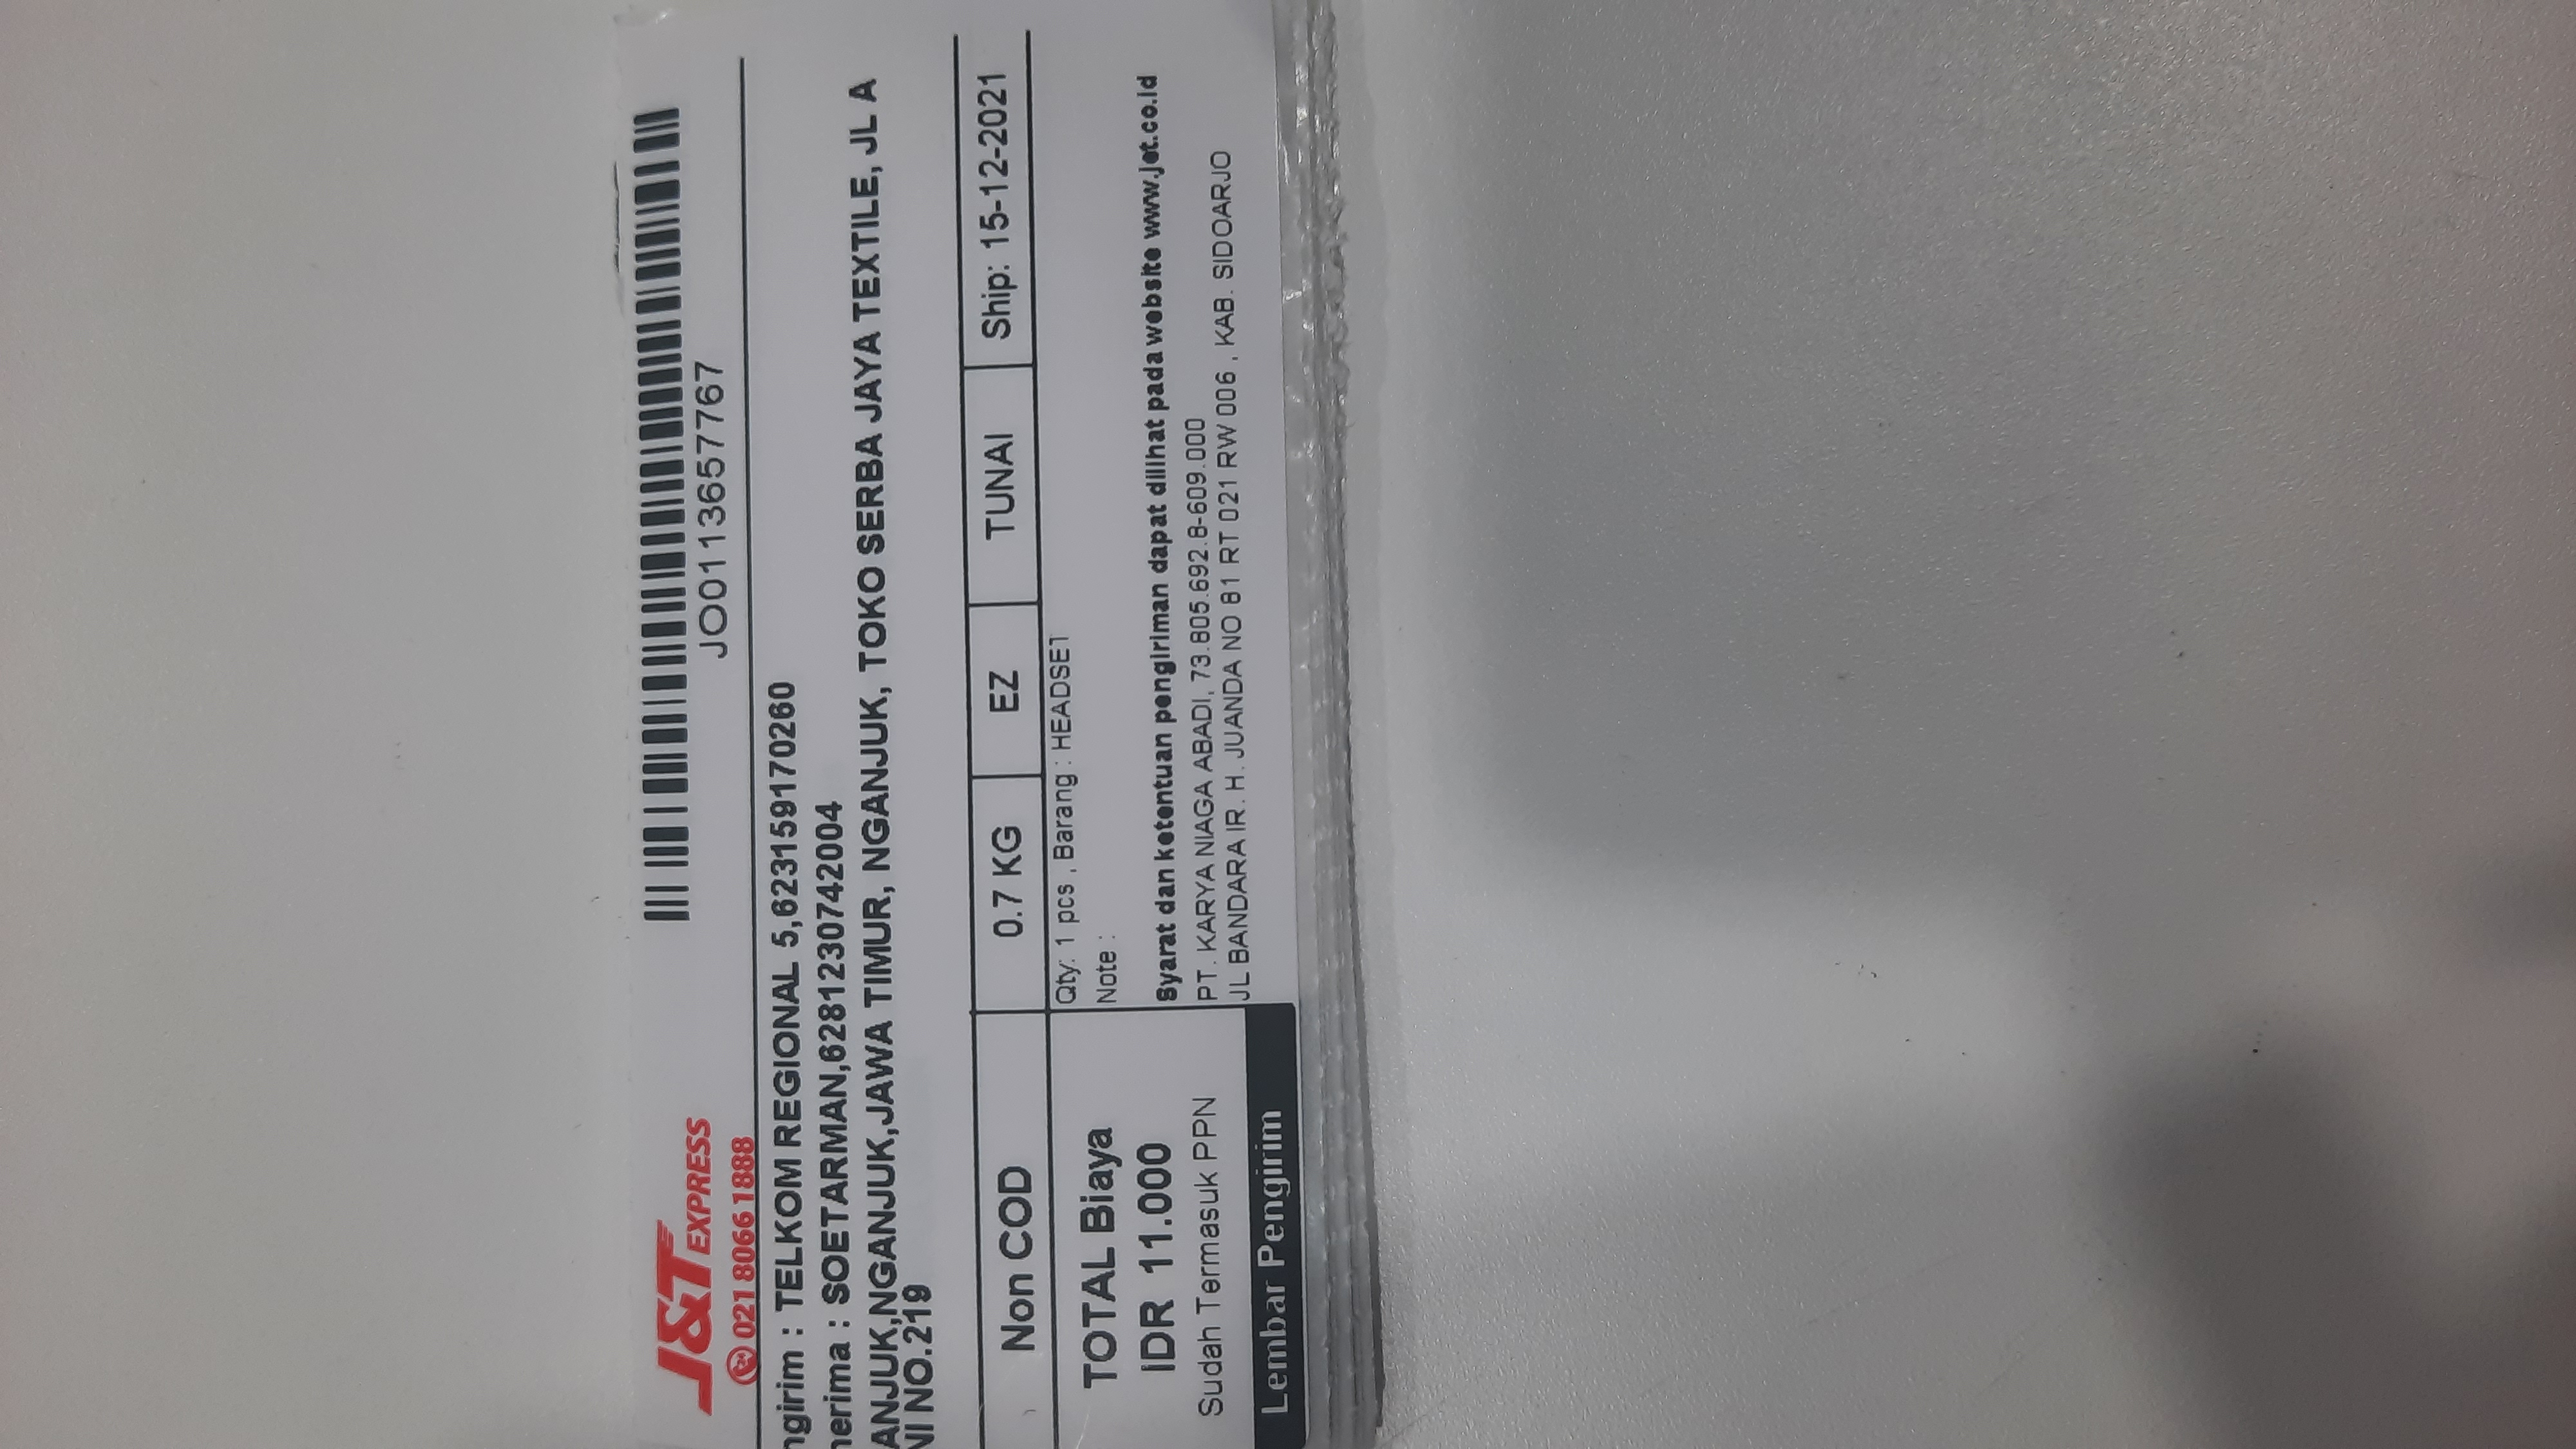 J&T EXPRESS
021 8066 1888
JO0113657767
ngirim : TELKOM REGIONAL 5,623159170260
nerima : SOETARMAN,6281230742004
ANJUK,NGANJUK,JAWA TIMUR, NGANJUK, TOKO SERBA JAYA TEXTILE, JL A
NI NO.219
Non COD
0.7 KG
EZ
TUNAI
Ship: 15-12-2021
TOTAL Biaya
IDR 11.000
Sudah Termasuk PPN
Lembar Pengirim
Qty: 1 pcs , Barang : HEADSET
Note :
Syarat dan ketentuan pengiriman dapat dilihat pada website www.jet.co.id
PT. KARYA NIAGA ABADI, 73.805.692.8-609.000
JL BANDARA IR. H. JUANDA NO 81 RT 021 RW 006 , KAB. SIDOARJO